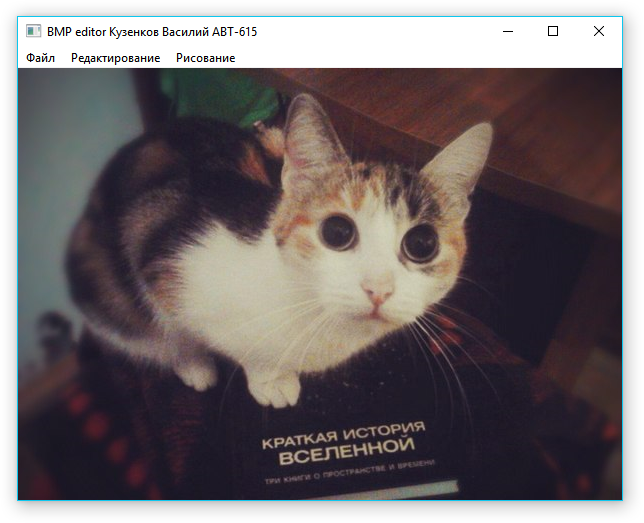 BMP editor Кузенков Василий АВТ-615
Файл Редактирование Рисование
КРАТКАЯ ИСТОРИЯ
ВСЕЛЕННОЙ
ТРИ КНИГИ О ПРОСТРАНСТВЕ И ВРЕМЕНИ